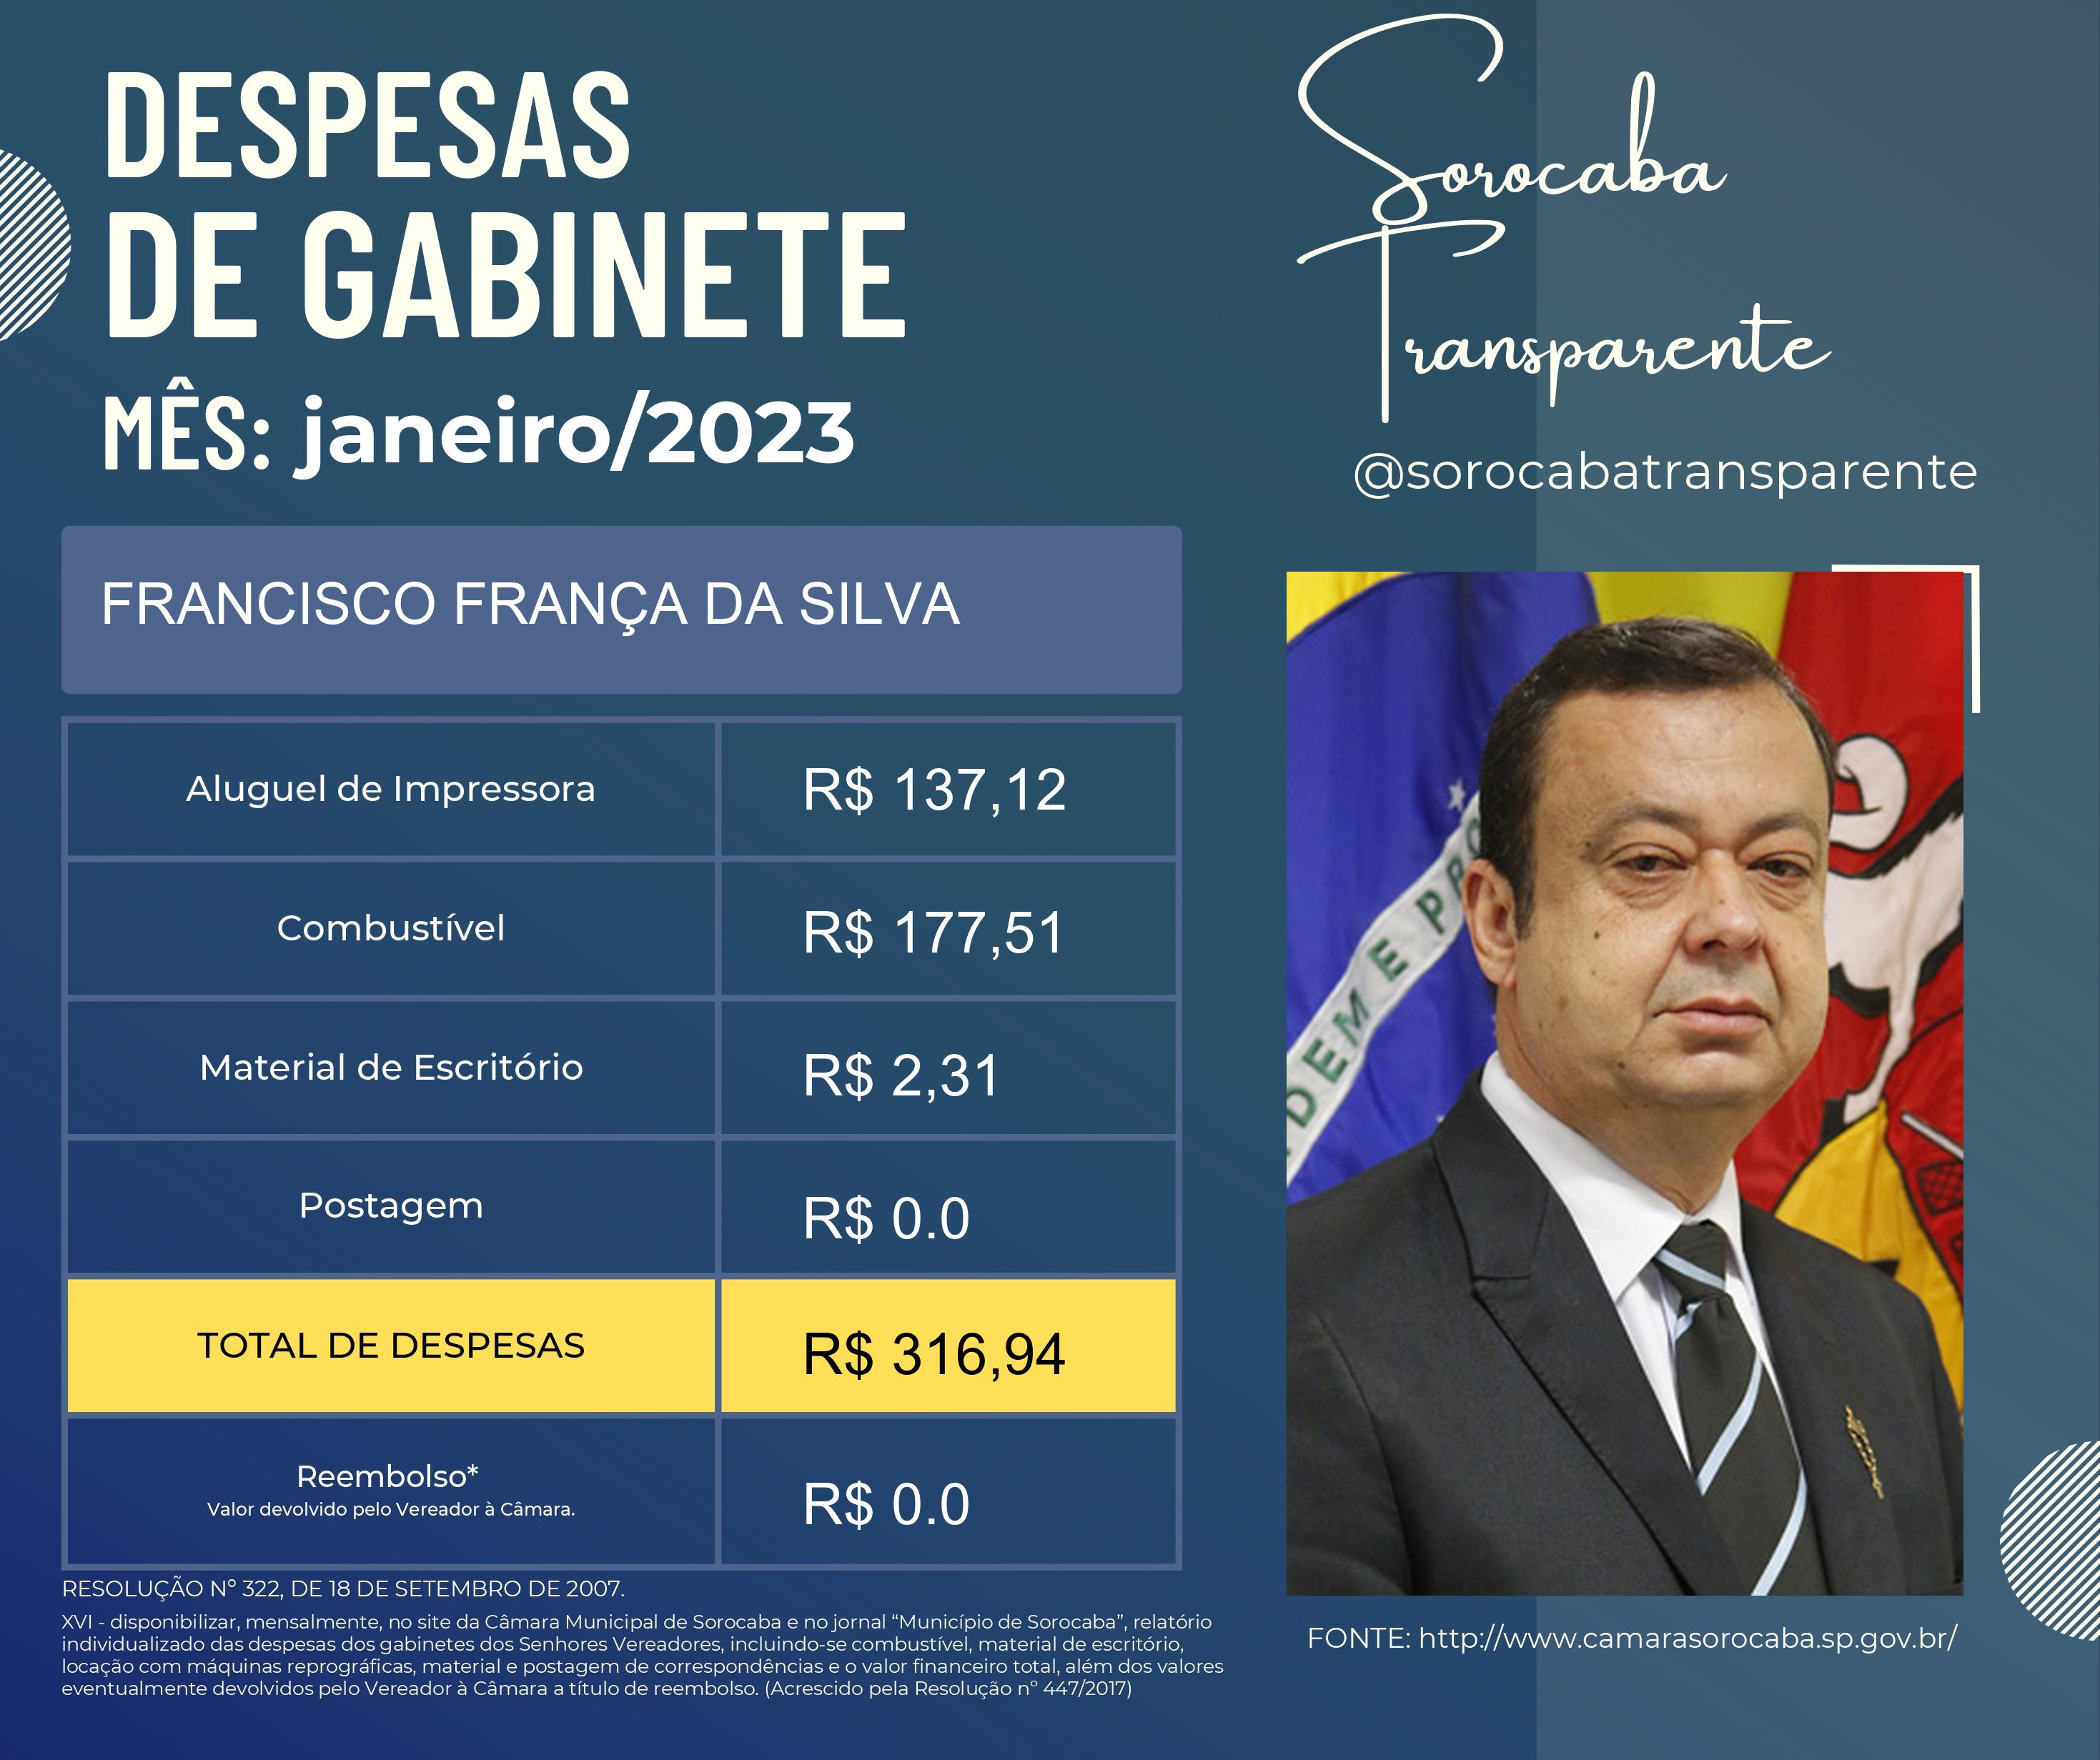 DESPESAS
DE GABINETE
MÊS: janeiro/2023
Sorocaba
Transparente
@sorocabatransparente
FRANCISCO FRANÇA DA SILVA
Aluguel de Impressora R$ 137,12
Combustível R$ 177,51
Material de Escritório R$ 2,31
Postagem R$ 0.0
TOTAL DE DESPESAS R$ 316,94
Reembolso* R$ 0.0
Valor devolvido pelo Vereador à Câmara.
RESOLUÇÃO Nº 322, DE 18 DE SETEMBRO DE 2007.
XVI - disponibilizar, mensalmente, no site da Câmara Municipal de Sorocaba e no jornal “Município de Sorocaba”, relatório
individualizado das despesas dos gabinetes dos Senhores Vereadores, incluindo-se combustível, material de escritório,
locação com máquinas reprográficas, material e postagem de correspondências e o valor financeiro total, além dos valores
eventualmente devolvidos pelo Vereador à Câmara a título de reembolso. (Acrescido pela Resolução nº 447/2017)
DEM E PRO
FONTE: http://www.camarasorocaba.sp.gov.br/